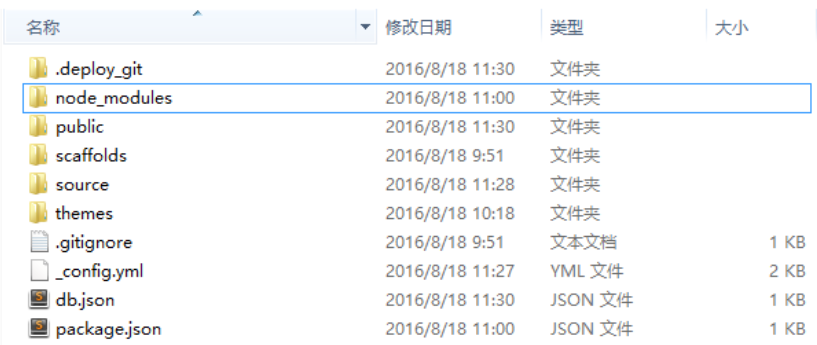 名称 修改日期 类型 大小
.deploy_git 2016/8/18 11:30 文件夹
node_modules 2016/8/18 11:00 文件夹
public 2016/8/18 11:30 文件夹
scaffolds 2016/8/18 9:51 文件夹
source 2016/8/18 11:28 文件夹
themes 2016/8/18 10:18 文件夹
.gitignore 2016/8/18 9:51 文本文档 1 KB
_config.yml 2016/8/18 11:27 YML 文件 2 KB
db.json 2016/8/18 11:30 JSON 文件 1 KB
package.json 2016/8/18 11:00 JSON 文件 1 KB